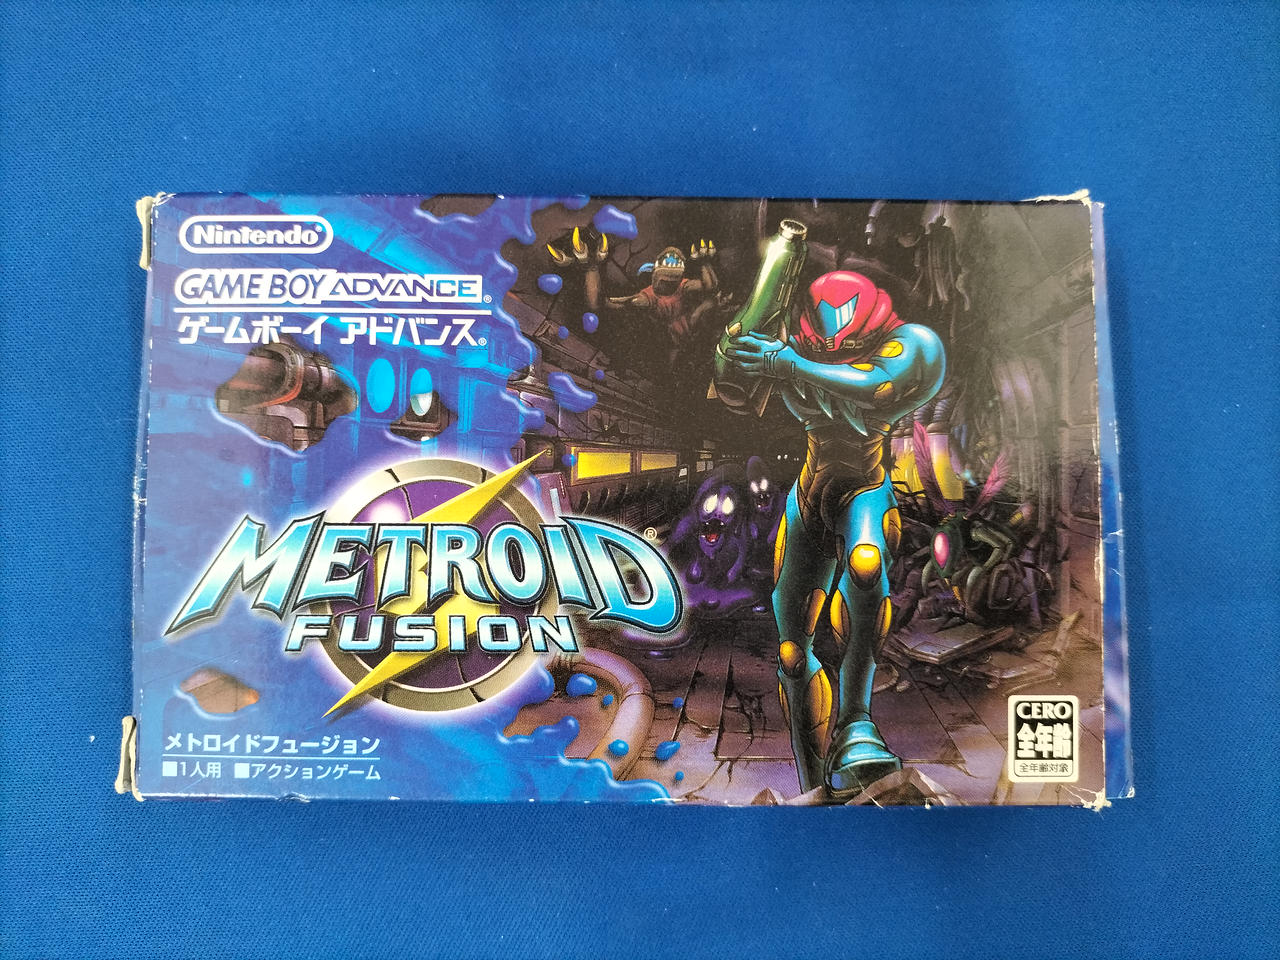 Nintendo®
GAME BOY ADVANCE®
ゲームボーイ アドバンス®
METROID®
FUSION
メトロイドフュージョン
■1人用 ■アクションゲーム
CERO
全年齢
全年齢対象